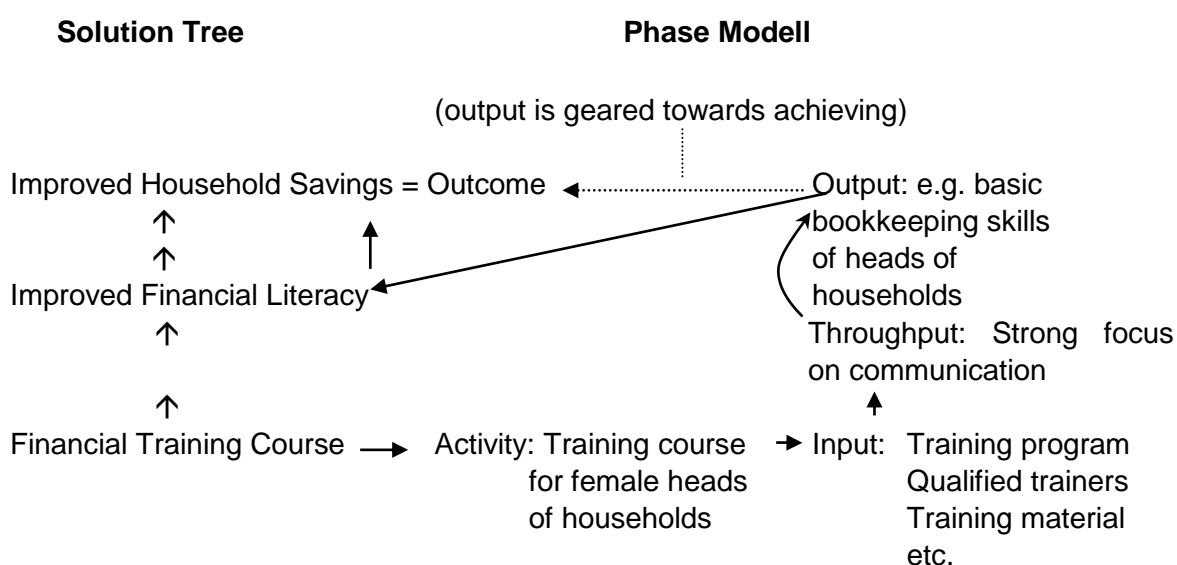 Solution Tree Phase Modell
(output is geared towards achieving)
Improved Household Savings = Outcome Output: e.g. basic
bookkeeping skills
of heads of
Improved Financial Literacy households
Throughput: Strong focus
on communication
Financial Training Course Activity: Training course Input: Training program
for female heads Qualified trainers
of households Training material
etc.